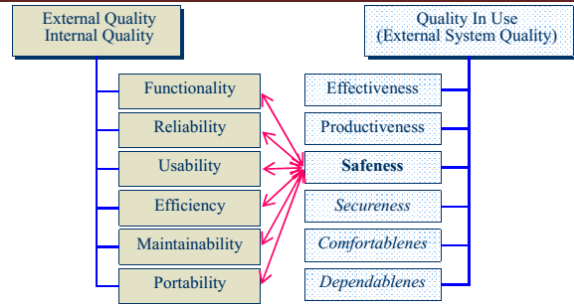 External Quality
Internal Quality
Quality In Use
(External System Quality)
Functionality
Reliability
Usability
Efficiency
Maintainability
Portability
Effectiveness
Productiveness
Safeness
Secureness
Comfortablenes
Dependablenes